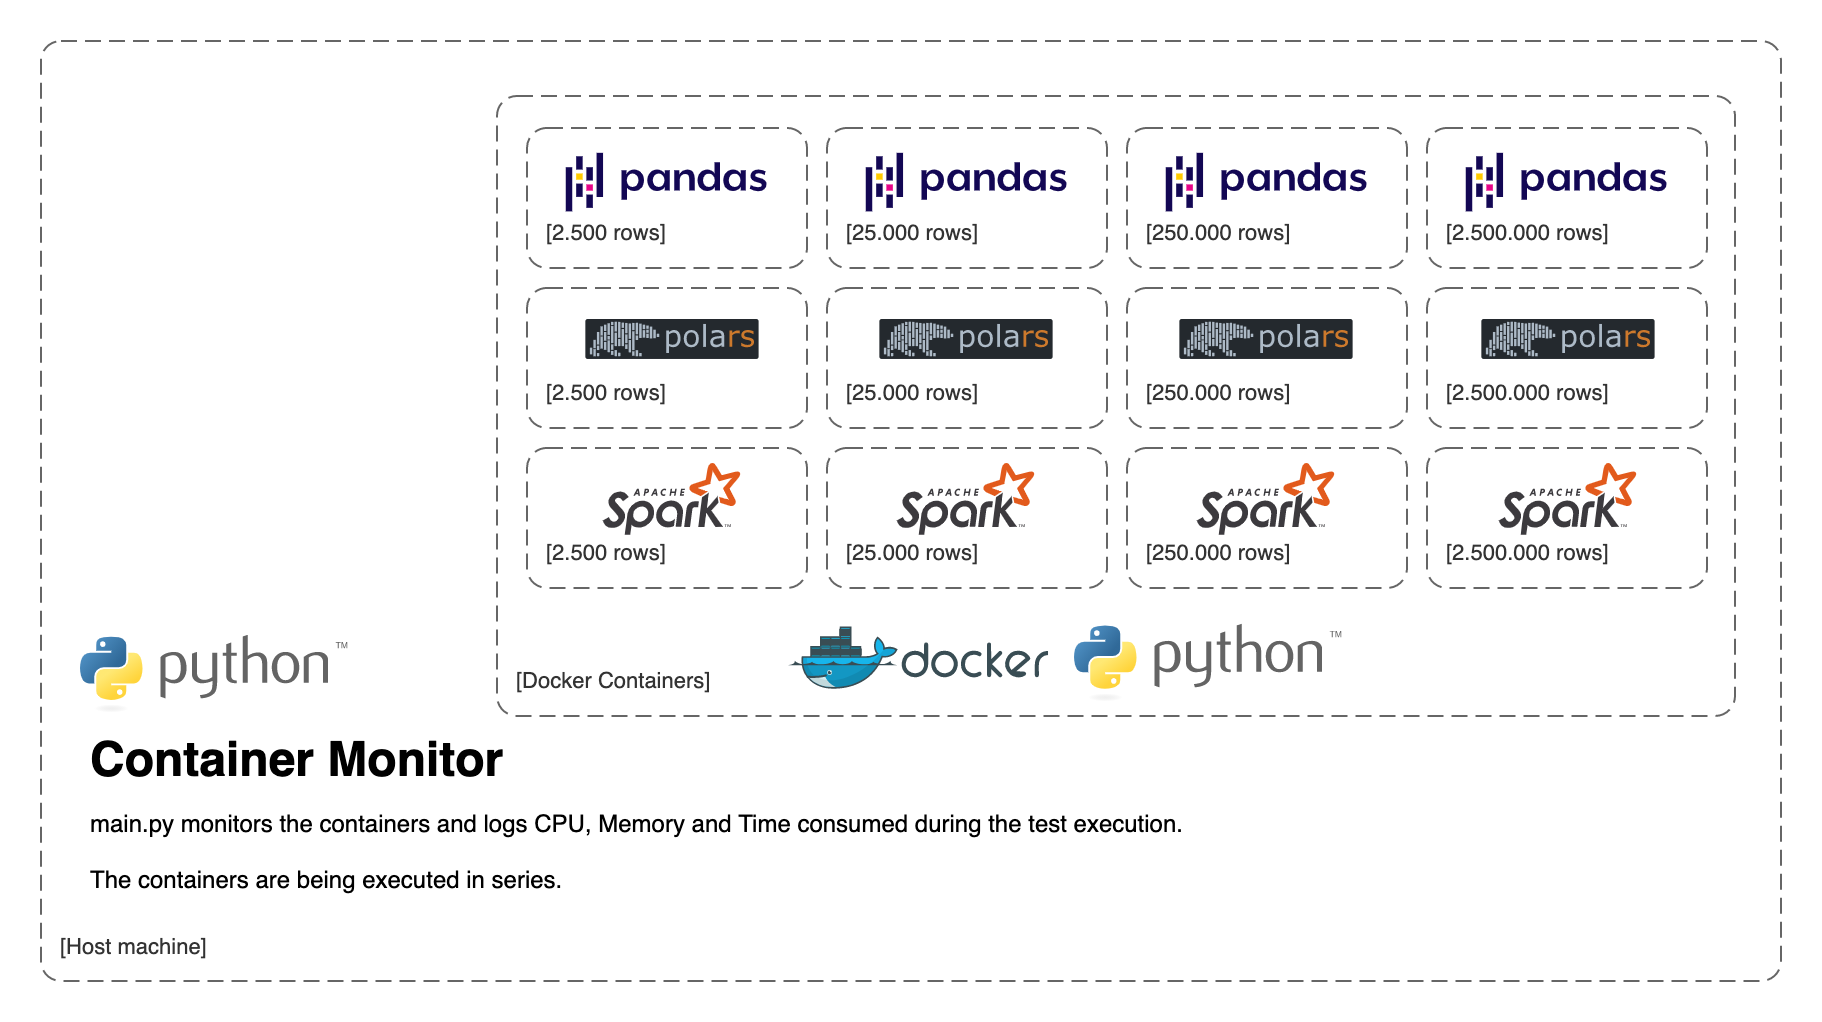 pandas
[2.500 rows]
pandas
[25.000 rows]
pandas
[250.000 rows]
pandas
[2.500.000 rows]
polars
[2.500 rows]
polars
[25.000 rows]
polars
[250.000 rows]
polars
[2.500.000 rows]
APACHE
Spark™
[2.500 rows]
APACHE
Spark™
[25.000 rows]
APACHE
Spark™
[250.000 rows]
APACHE
Spark™
[2.500.000 rows]
[Docker Containers]
docker
python™
python™
Container Monitor
main.py monitors the containers and logs CPU, Memory and Time consumed during the test execution.
The containers are being executed in series.
[Host machine]